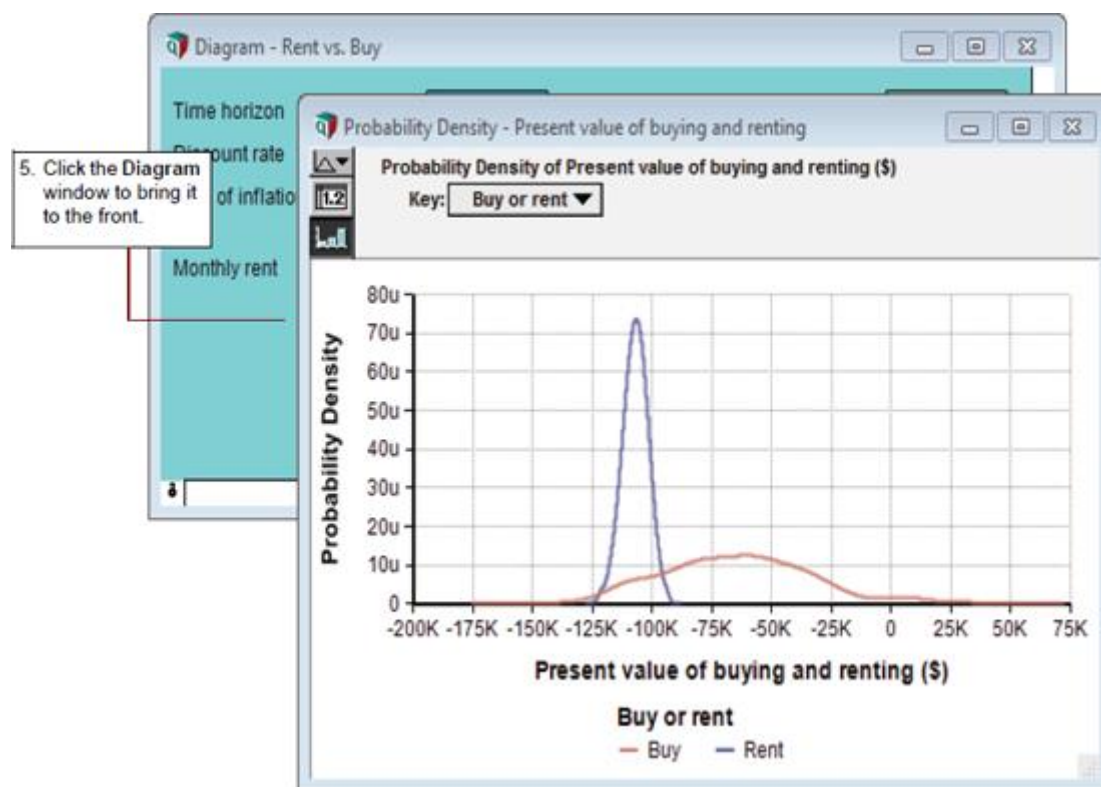 Diagram - Rent vs. Buy
Time horizon
Probability Density - Present value of buying and renting
5. Click the Diagram
window to bring it
to the front.
ount rate
of inflatio
Monthly rent
Probability Density of Present value of buying and renting ($)
1.2
Key: Buy or rent
80u
70u
60u
50u
40u
30u
20u
10u
0
Probability Density
-200K -175K -150K -125K -100K -75K -50K -25K 0 25K 50K 75K
Present value of buying and renting ($)
Buy or rent
Buy Rent